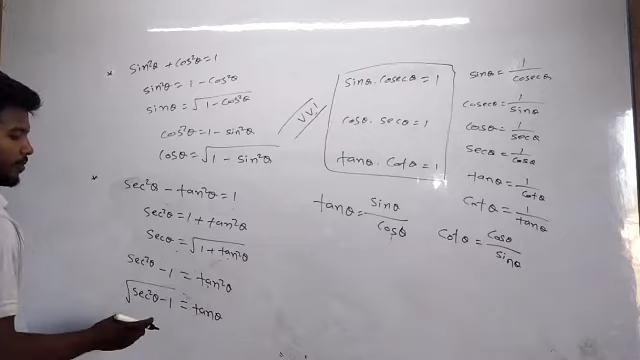 * sin²θ + cos²θ = 1
sin²θ = 1 - cos²θ
sinθ = √(1 - cos²θ)
cos²θ = 1 - sin²θ
cosθ = √(1 - sin²θ)
* sec²θ - tan²θ = 1
sec²θ = 1 + tan²θ
secθ = √(1 + tan²θ)
sec²θ - 1 = tan²θ
√(sec²θ - 1) = tanθ
VVI
sinθ. cosecθ = 1
cosθ. secθ = 1
tanθ. cotθ = 1
tanθ = sinθ/cosθ
sinθ = 1/cosecθ
cosecθ = 1/sinθ
cosθ = 1/secθ
secθ = 1/cosθ
tanθ = 1/cotθ
cotθ = 1/tanθ
cotθ = cosθ/sinθ